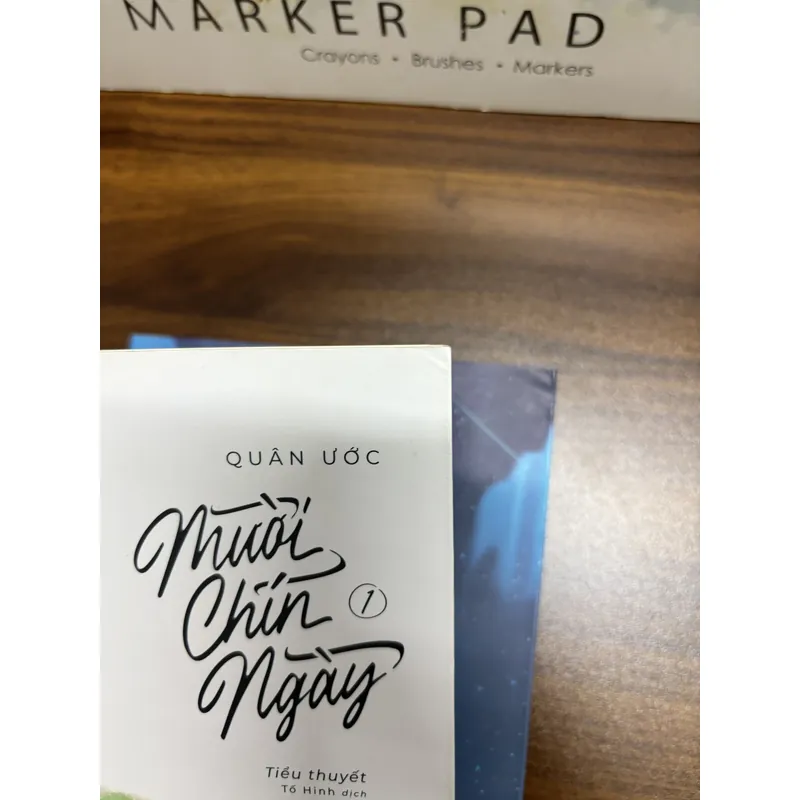 MARKER PAD
Crayons • Brushes • Markers
QUÂN ƯỚC
Mười
Chín 1
Ngày
Tiểu thuyết
Tố Hinh dịch